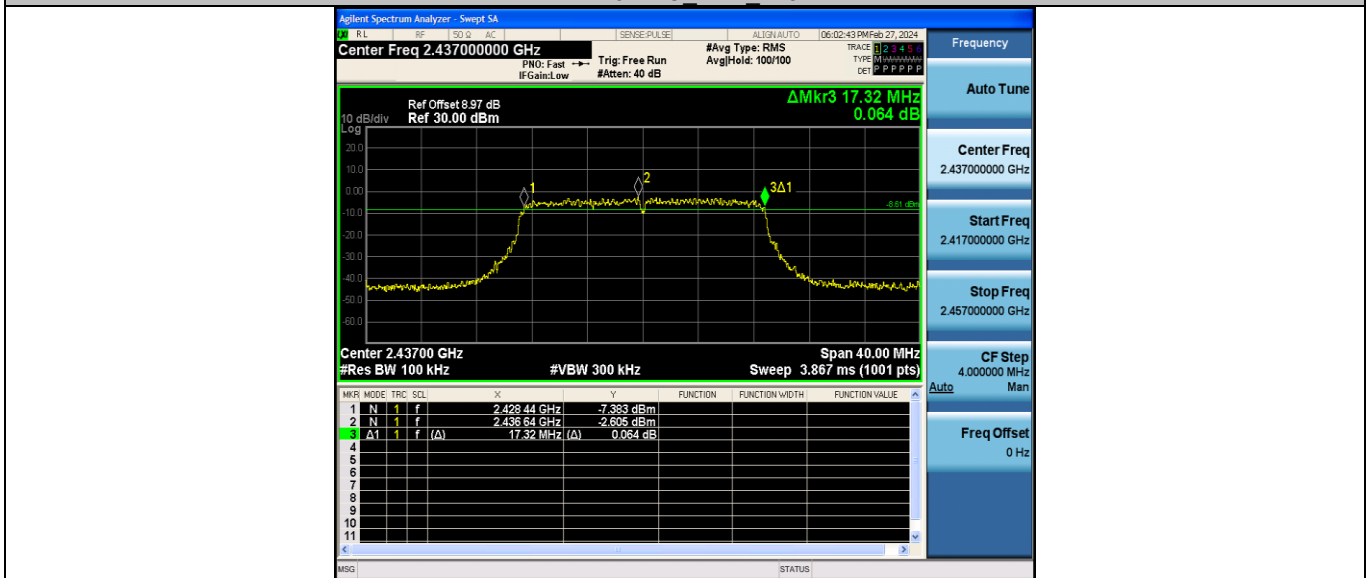 Agilent Spectrum Analyzer - Swept SA
RL RF 50 Ω AC SENSE:PULSE ALIGNAUTO 06:02:43 PM Feb 27, 2024
Center Freq 2.437000000 GHz
PNO: Fast
IFGain:Low
Trig: Free Run
#Atten: 40 dB
#Avg Type: RMS
Avg|Hold: 100/100
TRACE 1 2 3 4 5 6
TYPE M
DET P P P P P P
Frequency
ΔMkr3 17.32 MHz
0.064 dB
Ref Offset 8.97 dB
10 dB/div Ref 30.00 dBm
Log
20.0
10.0
0.00
-10.0
-20.0
-30.0
-40.0
-50.0
-60.0
1
2
3Δ1
-8.61 dBm
Center 2.43700 GHz Span 40.00 MHz
#Res BW 100 kHz #VBW 300 kHz Sweep 3.867 ms (1001 pts)
MKR MODE TRC SCL X Y FUNCTION FUNCTION WIDTH FUNCTION VALUE
1 N 1 f 2.428 44 GHz -7.383 dBm
2 N 1 f 2.436 64 GHz -2.605 dBm
3 Δ1 1 f (Δ) 17.32 MHz (Δ) 0.064 dB
4
5
6
7
8
9
10
11
MSG STATUS
Auto Tune
Center Freq
2.437000000 GHz
Start Freq
2.417000000 GHz
Stop Freq
2.457000000 GHz
CF Step
4.000000 MHz
Auto Man
Freq Offset
0 Hz